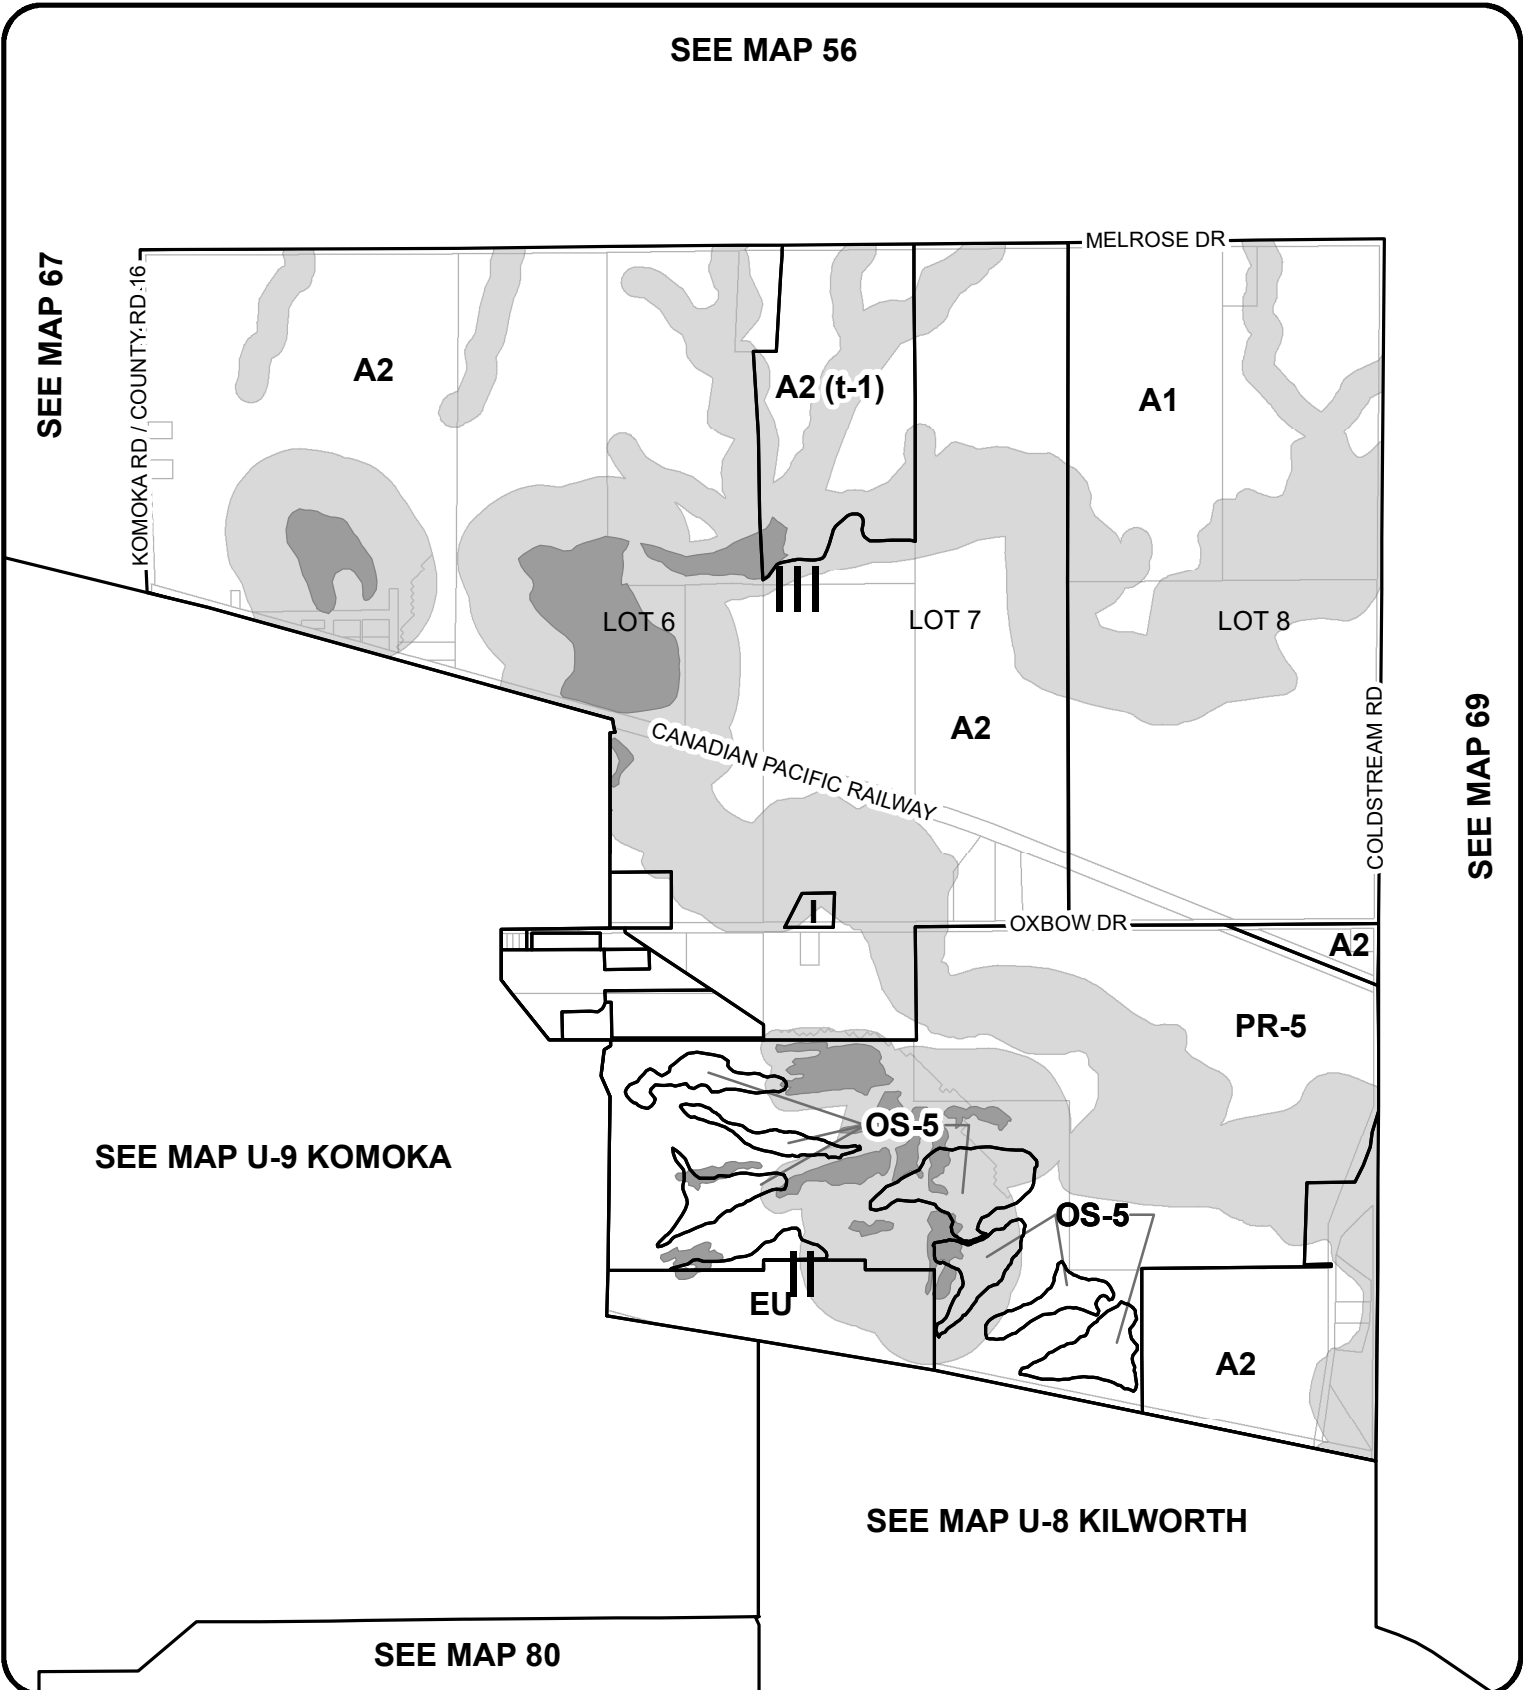 SEE MAP 56
MELROSE DR
SEE MAP 67
KOMOKA RD / COUNTY RD 16
A2
A2 (t-1)
A1
III
LOT 6
LOT 7
LOT 8
CANADIAN PACIFIC RAILWAY
A2
COLDSTREAM RD
SEE MAP 69
I
OXBOW DR
A2
PR-5
OS-5
SEE MAP U-9 KOMOKA
OS-5
II
EU
A2
SEE MAP U-8 KILWORTH
SEE MAP 80